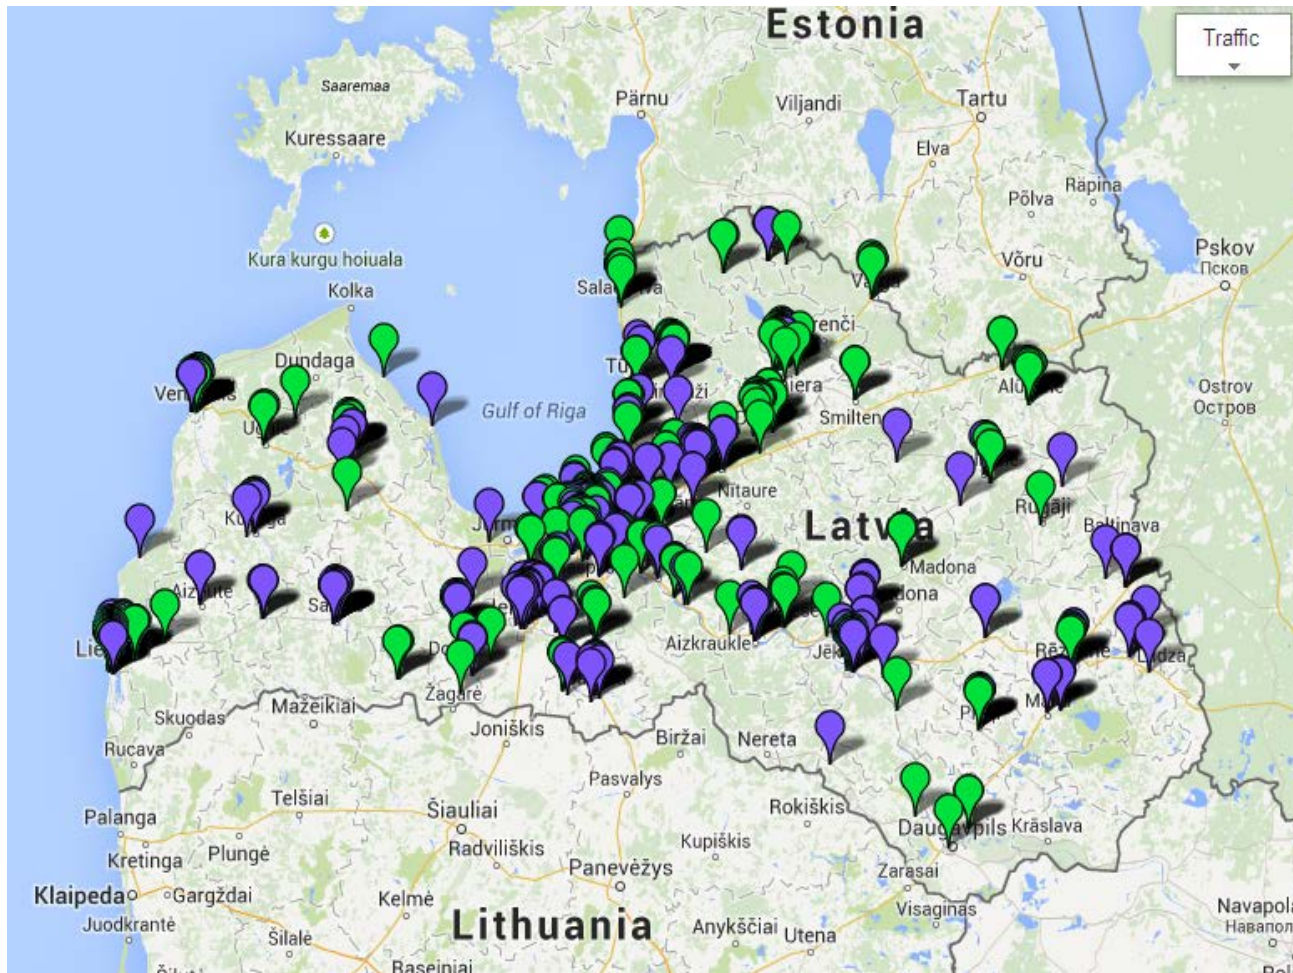 Estonia
Traffic
Saaremaa
Pärnu
Viljandi
Tartu
Kuressaare
Elva
Põlva
Räpina
Kura kurgu hoiuala
Võru
Pskov
Псков
Kolka
Dundaga
Ostrov
Остров
Gulf of Riga
Smilten
Nitaure
Latvia
Baltinava
Madona
Aizkraukle
Žagarė
Mažeikiai
Skuodas
Joniškis
Rucava
Biržai
Nereta
Pasvalys
Telšiai
Šiauliai
Rokiškis
Palanga
Daugavpils
Krāslava
Plungė
Radviliškis
Kupiškis
Kretinga
Panevėžys
Zarasai
Klaipeda
Gargždai
Kelmė
Visaginas
Navapola
Навапол
Juodkrantė
Lithuania
Anykščiai
Utena
Šilalė
Raseiniai